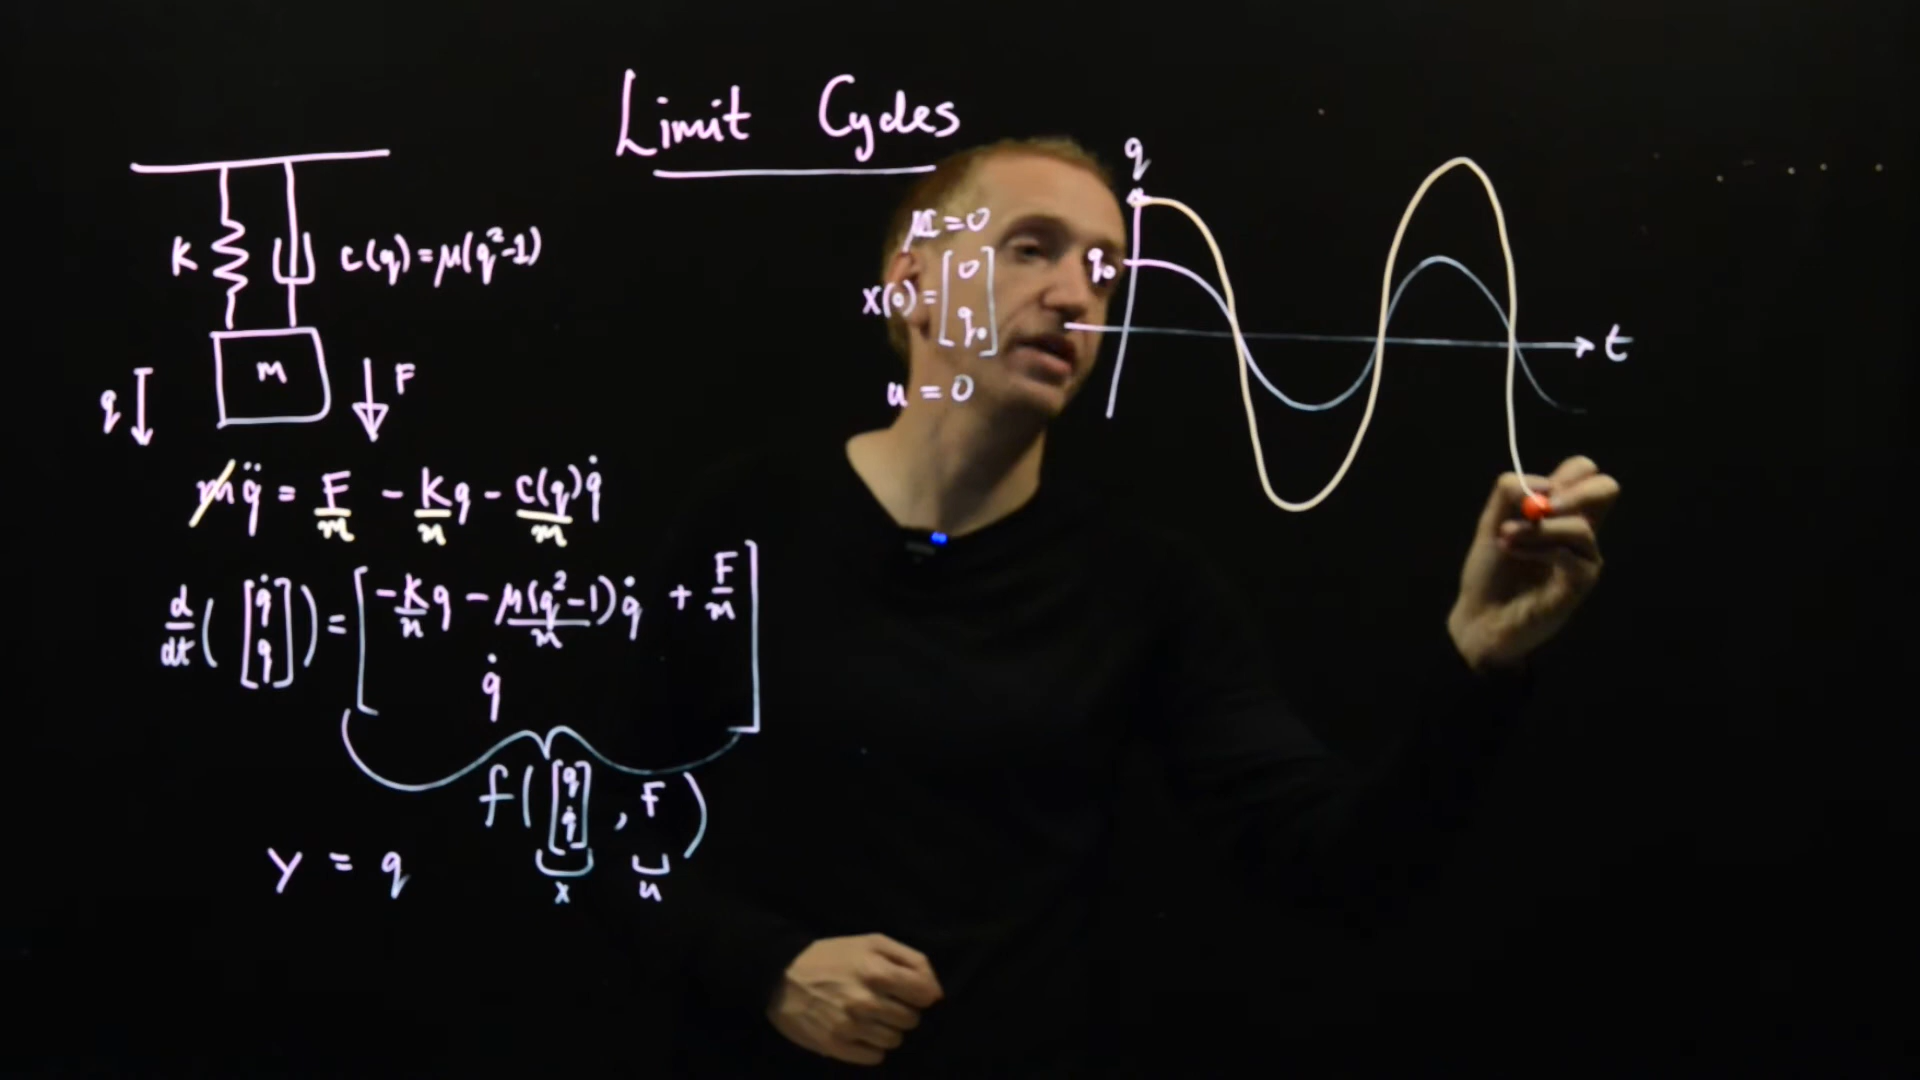 Limit Cycles
K
c(q)=μ(q²-1)
m
q
F
mq̈ = F/m - K/m q - c(q)/m q̇
d/dt ( [q̇ q] ) = [ -K/m q - μ(q²-1)/m q̇ + F/m
q̇ ]
f( [q q̇] , F )
x u
y = q
μ = 0
x(0) = [0 q₀]
u = 0
q
q₀
t